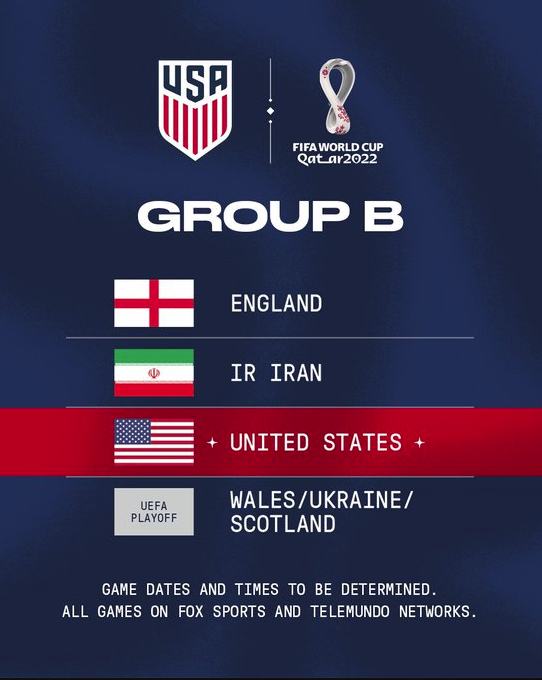 USA
FIFA WORLD CUP
Qatar2022
GROUP B
ENGLAND
IR IRAN
UNITED STATES
UEFA
PLAYOFF
WALES/UKRAINE/
SCOTLAND
GAME DATES AND TIMES TO BE DETERMINED.
ALL GAMES ON FOX SPORTS AND TELEMUNDO NETWORKS.